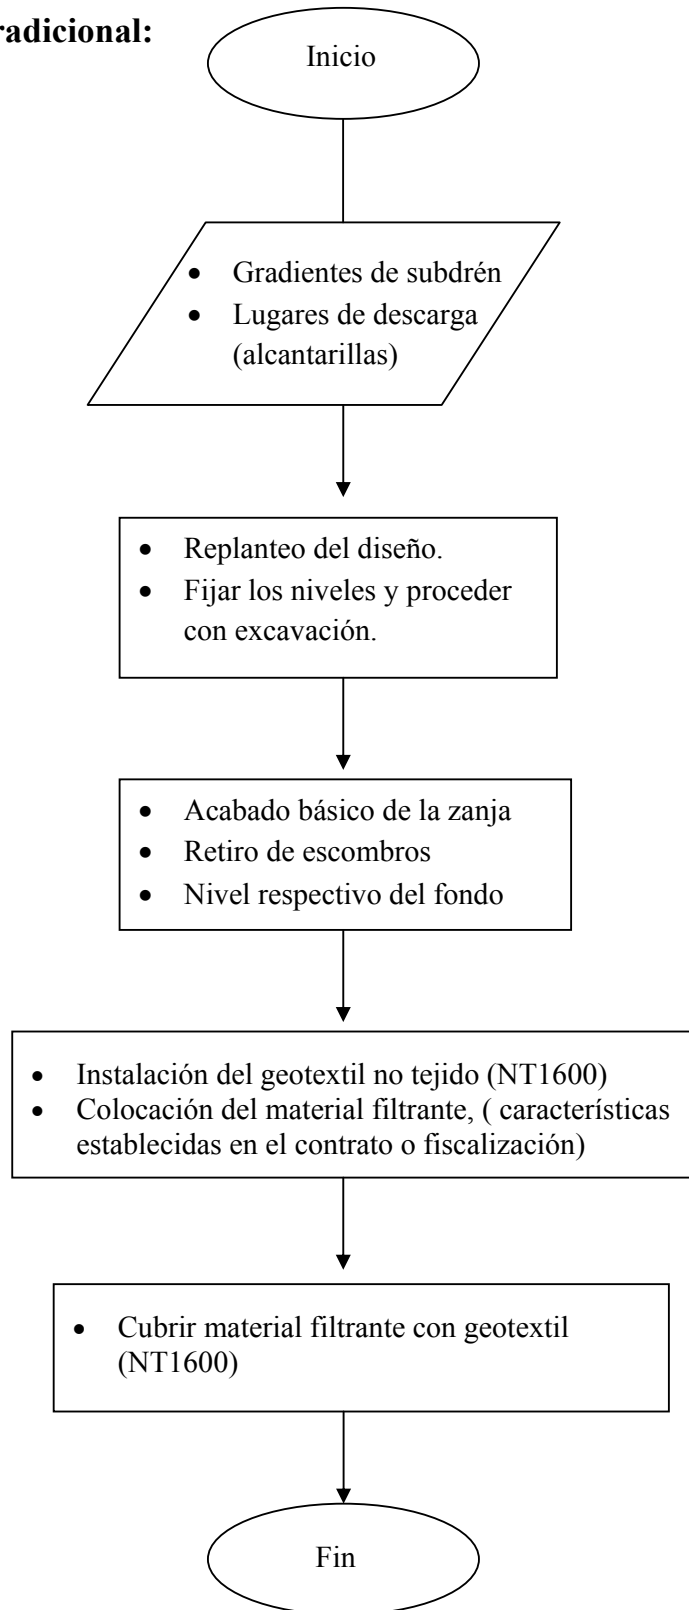 radicional:
Inicio
• Gradientes de subdrén
• Lugares de descarga
(alcantarillas)
• Replanteo del diseño.
• Fijar los niveles y proceder
con excavación.
• Acabado básico de la zanja
• Retiro de escombros
• Nivel respectivo del fondo
• Instalación del geotextil no tejido (NT1600)
• Colocación del material filtrante, ( características
establecidas en el contrato o fiscalización)
• Cubrir material filtrante con geotextil
(NT1600)
Fin